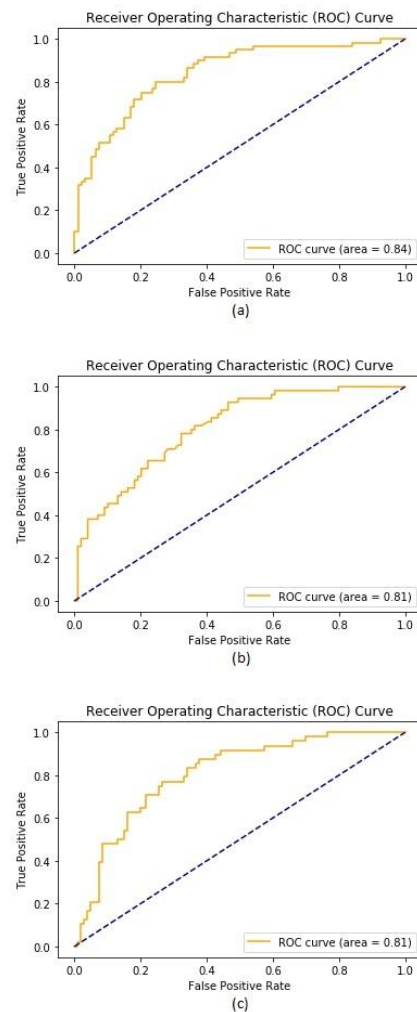 Receiver Operating Characteristic (ROC) Curve
1.0
0.8
0.6
0.4
0.2
0.0
True Positive Rate
ROC curve (area = 0.84)
0.0 0.2 0.4 0.6 0.8 1.0
False Positive Rate
(a)
Receiver Operating Characteristic (ROC) Curve
1.0
0.8
0.6
0.4
0.2
0.0
True Positive Rate
ROC curve (area = 0.81)
0.0 0.2 0.4 0.6 0.8 1.0
False Positive Rate
(b)
Receiver Operating Characteristic (ROC) Curve
1.0
0.8
0.6
0.4
0.2
0.0
True Positive Rate
ROC curve (area = 0.81)
0.0 0.2 0.4 0.6 0.8 1.0
False Positive Rate
(c)